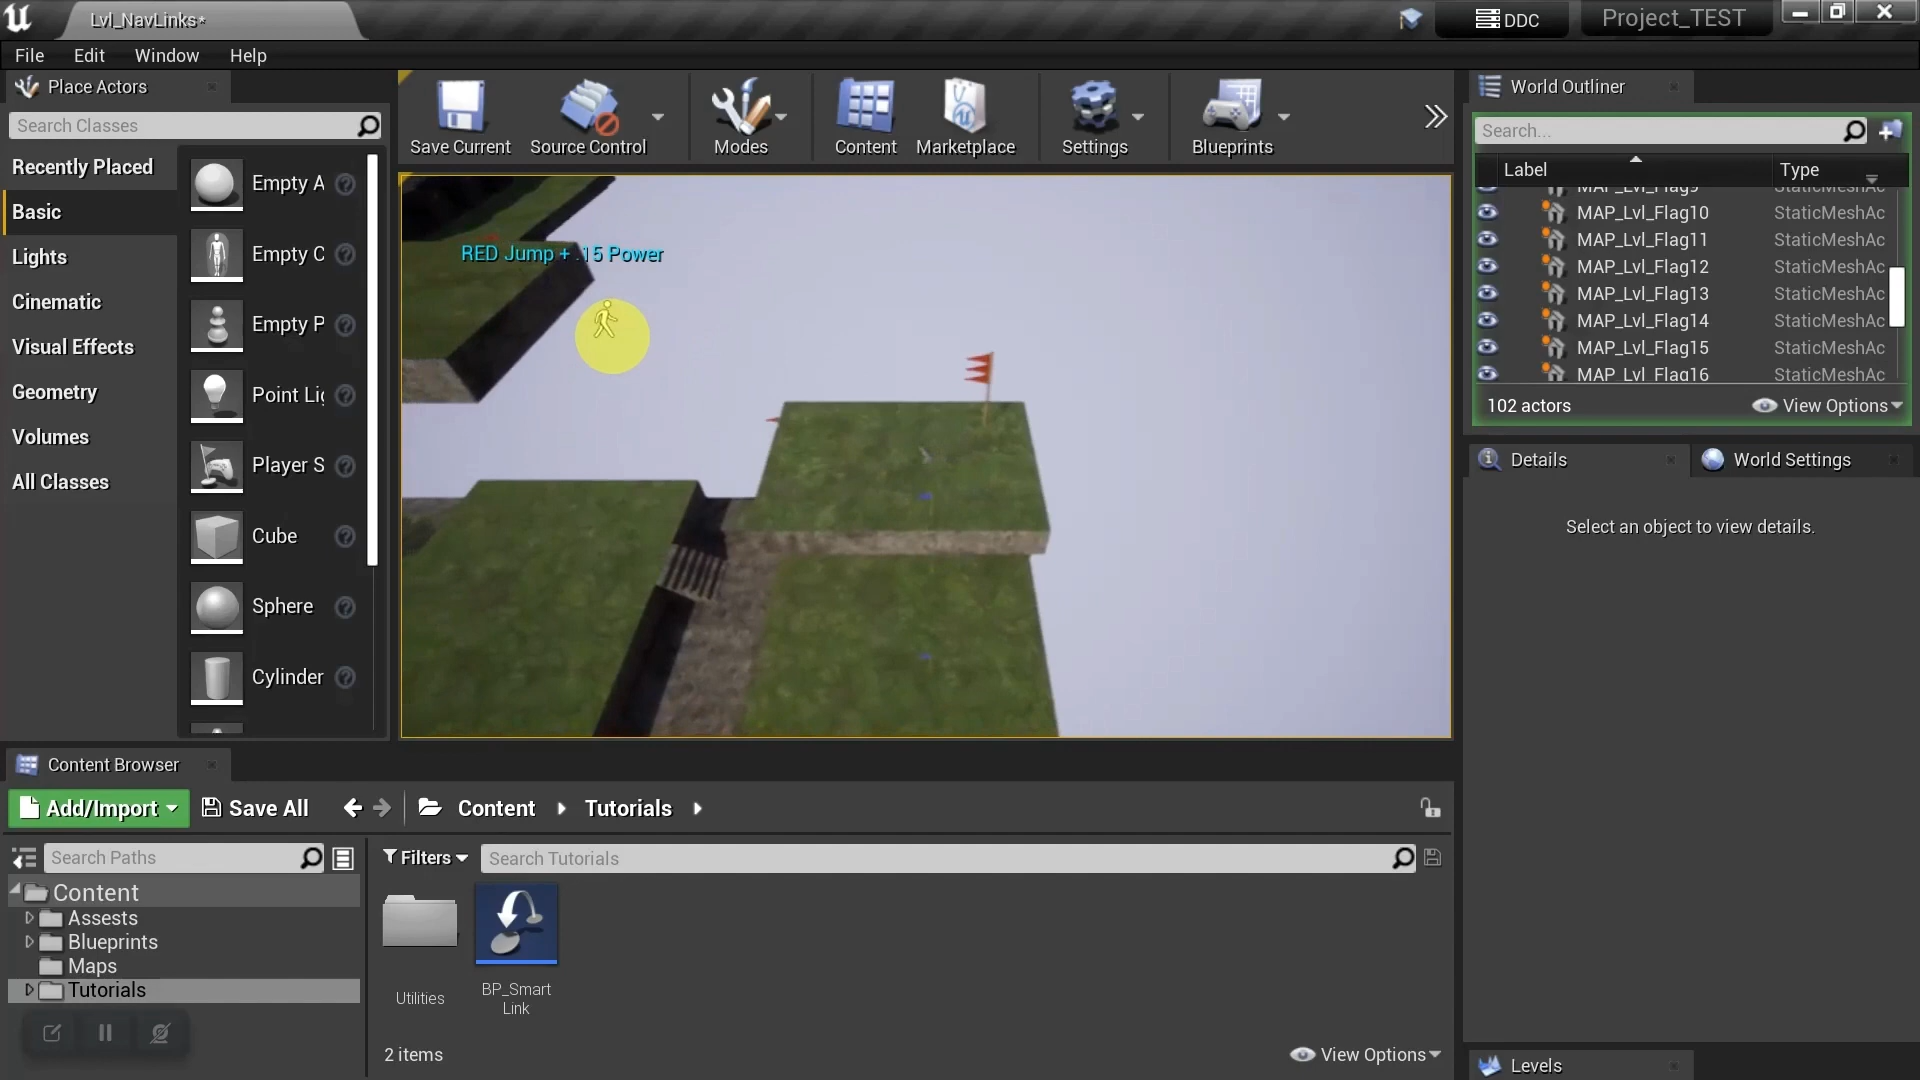 Lvl_NavLinks*
DDC
Project_TEST
File Edit Window Help
Place Actors
Search Classes
Recently Placed
Basic
Lights
Cinematic
Visual Effects
Geometry
Volumes
All Classes
Empty A
Empty C
Empty P
Point Lig
Player S
Cube
Sphere
Cylinder
Save Current
Source Control
Modes
Content
Marketplace
Settings
Blueprints
RED Jump + .15 Power
World Outliner
Search...
Label Type
MAP_Lvl_Flag9 StaticMeshAc
MAP_Lvl_Flag10 StaticMeshAc
MAP_Lvl_Flag11 StaticMeshAc
MAP_Lvl_Flag12 StaticMeshAc
MAP_Lvl_Flag13 StaticMeshAc
MAP_Lvl_Flag14 StaticMeshAc
MAP_Lvl_Flag15 StaticMeshAc
MAP_Lvl_Flag16 StaticMeshAc
102 actors View Options
Details World Settings
Select an object to view details.
Levels
Content Browser
Add/Import Save All Content Tutorials
Search Paths
Filters Search Tutorials
Content
Assests
Blueprints
Maps
Tutorials
Utilities
BP_Smart
Link
2 items View Options